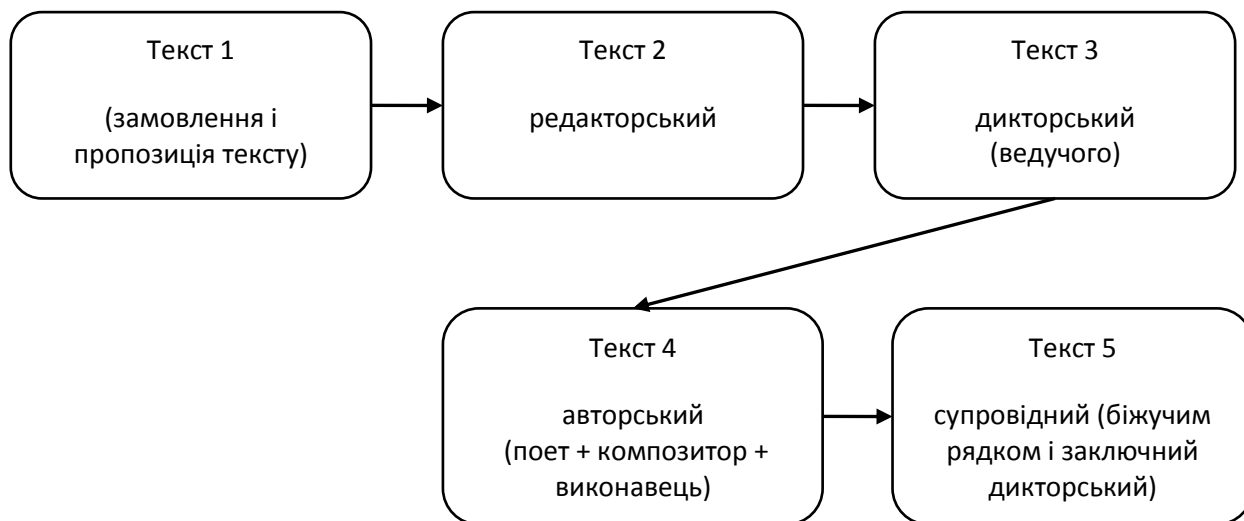 Текст 1
(замовлення і
пропозиція тексту)
Текст 2
редакторський
Текст 3
дикторський
(ведучого)
Текст 4
авторський
(поет + композитор +
виконавець)
Текст 5
супровідний (біжучим
рядком і заключний
дикторський)